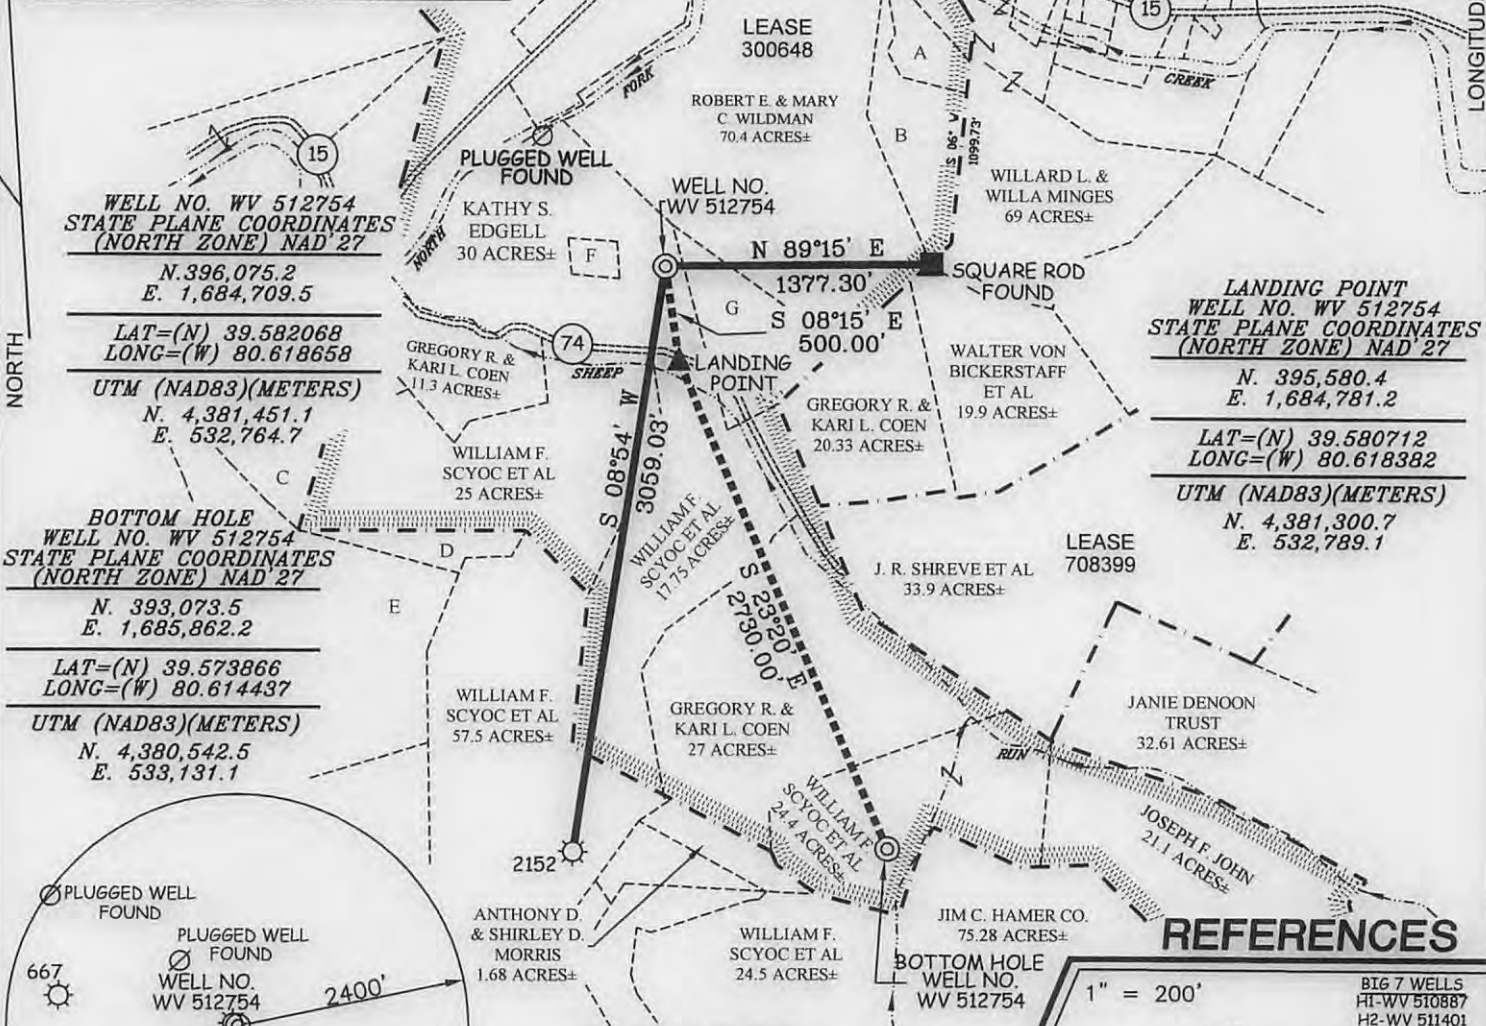 LEASE
300648
15
LONGITUD
CREEK
FORK
A
ROBERT E. & MARY
C. WILDMAN
70.4 ACRES±
B
S 06° W
1099.73'
15
PLUGGED WELL
FOUND
WELL NO.
WV 512754
WILLARD L. &
WILLA MINGES
69 ACRES±
WELL NO. WV 512754
STATE PLANE COORDINATES
(NORTH ZONE) NAD'27
N.396,075.2
E. 1,684,709.5
LAT=(N) 39.582068
LONG=(W) 80.618658
UTM (NAD83)(METERS)
N. 4,381,451.1
E. 532,764.7
NORTH
NORTH
KATHY S.
EDGELL
30 ACRES±
F
N 89°15' E
1377.30'
SQUARE ROD
FOUND
G
S 08°15' E
500.00'
LANDING POINT
WELL NO. WV 512754
STATE PLANE COORDINATES
(NORTH ZONE) NAD'27
N. 395,580.4
E. 1,684,781.2
LAT=(N) 39.580712
LONG=(W) 80.618382
UTM (NAD83)(METERS)
N. 4,381,300.7
E. 532,789.1
74
SHEEP
GREGORY R. &
KARI L. COEN
11.3 ACRES±
LANDING
POINT
WALTER VON
BICKERSTAFF
ET AL
19.9 ACRES±
GREGORY R. &
KARI L. COEN
20.33 ACRES±
WILLIAM F.
SCYOC ET AL
25 ACRES±
C
S 08°54' W
3059.03'
WILLIAM F.
SCYOC ET AL
17.75 ACRES±
BOTTOM HOLE
WELL NO. WV 512754
STATE PLANE COORDINATES
(NORTH ZONE) NAD'27
N. 393,073.5
E. 1,685,862.2
LAT=(N) 39.573866
LONG=(W) 80.614437
UTM (NAD83)(METERS)
N. 4,380,542.5
E. 533,131.1
D
E
LEASE
708399
J. R. SHREVE ET AL
33.9 ACRES±
S 23°20' E
2730.00'
WILLIAM F.
SCYOC ET AL
57.5 ACRES±
GREGORY R. &
KARI L. COEN
27 ACRES±
JANIE DENOON
TRUST
32.61 ACRES±
RUN
WILLIAM F.
SCYOC ET AL
24.4 ACRES±
JOSEPH F. JOHN
21.1 ACRES±
2152
PLUGGED WELL
FOUND
PLUGGED WELL
FOUND
667
WELL NO.
WV 512754
2400'
ANTHONY D.
& SHIRLEY D.
MORRIS
1.68 ACRES±
WILLIAM F.
SCYOC ET AL
24.5 ACRES±
JIM C. HAMER CO.
75.28 ACRES±
BOTTOM HOLE
WELL NO.
WV 512754
REFERENCES
1" = 200'
BIG 7 WELLS
H1-WV 510887
H2-WV 511401